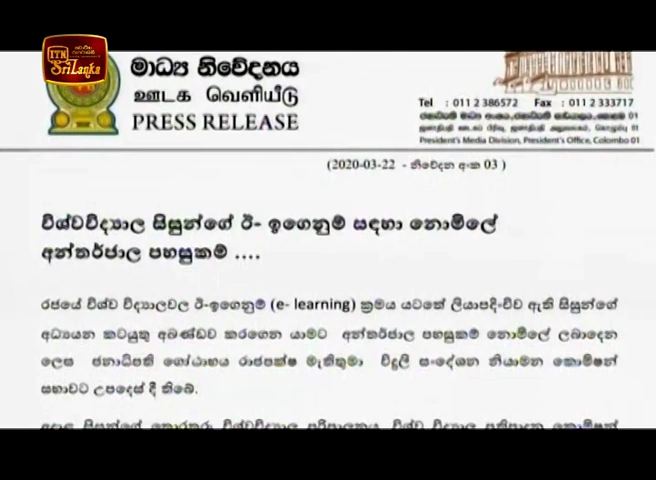 ITN
Sri Lanka
මාධ්‍ය නිවේදනය
ஊடக வெளியீடு
PRESS RELEASE
Tel : 011 2 386572 Fax : 011 2 333717
President's Media Division, President's Office, Colombo 01
(2020-03-22 - නිවේදන අංක 03 )
විශ්වවිද්‍යාල සිසුන්ගේ ඊ- ඉගෙනුම් සඳහා නොමිලේ
අන්තර්ජාල පහසුකම් ....
රජයේ විශ්ව විද්‍යාලවල ඊ-ඉගෙනුම් (e- learning) ක්‍රමය යටතේ ලියාපදිංචිව ඇති සිසුන්ගේ
අධ්‍යයන කටයුතු අඛණ්ඩව කරගෙන යාමට අන්තර්ජාල පහසුකම් නොමිලේ ලබාදෙන
ලෙස ජනාධිපති ගෝඨාභය රාජපක්ෂ මැතිතුමා විදුලි සංදේශන නියාමන කොමිෂන්
සභාවට උපදෙස් දී තිබේ.